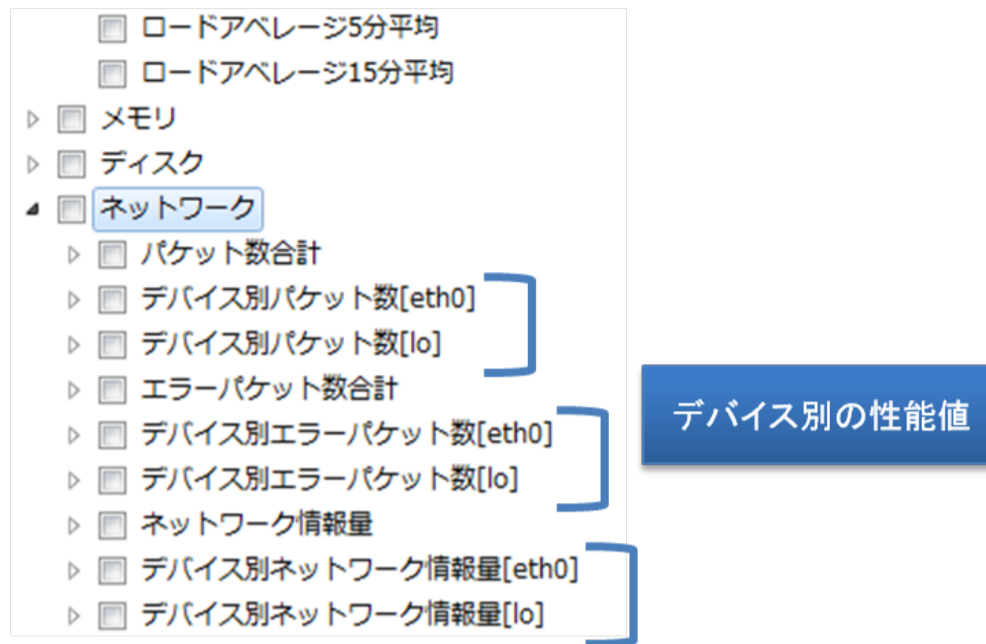 ロードアベレージ5分平均
ロードアベレージ15分平均
メモリ
ディスク
ネットワーク
パケット数合計
デバイス別パケット数[eth0]
デバイス別パケット数[lo]
エラーパケット数合計
デバイス別エラーパケット数[eth0]
デバイス別エラーパケット数[lo]
ネットワーク情報量
デバイス別ネットワーク情報量[eth0]
デバイス別ネットワーク情報量[lo]
デバイス別の性能値